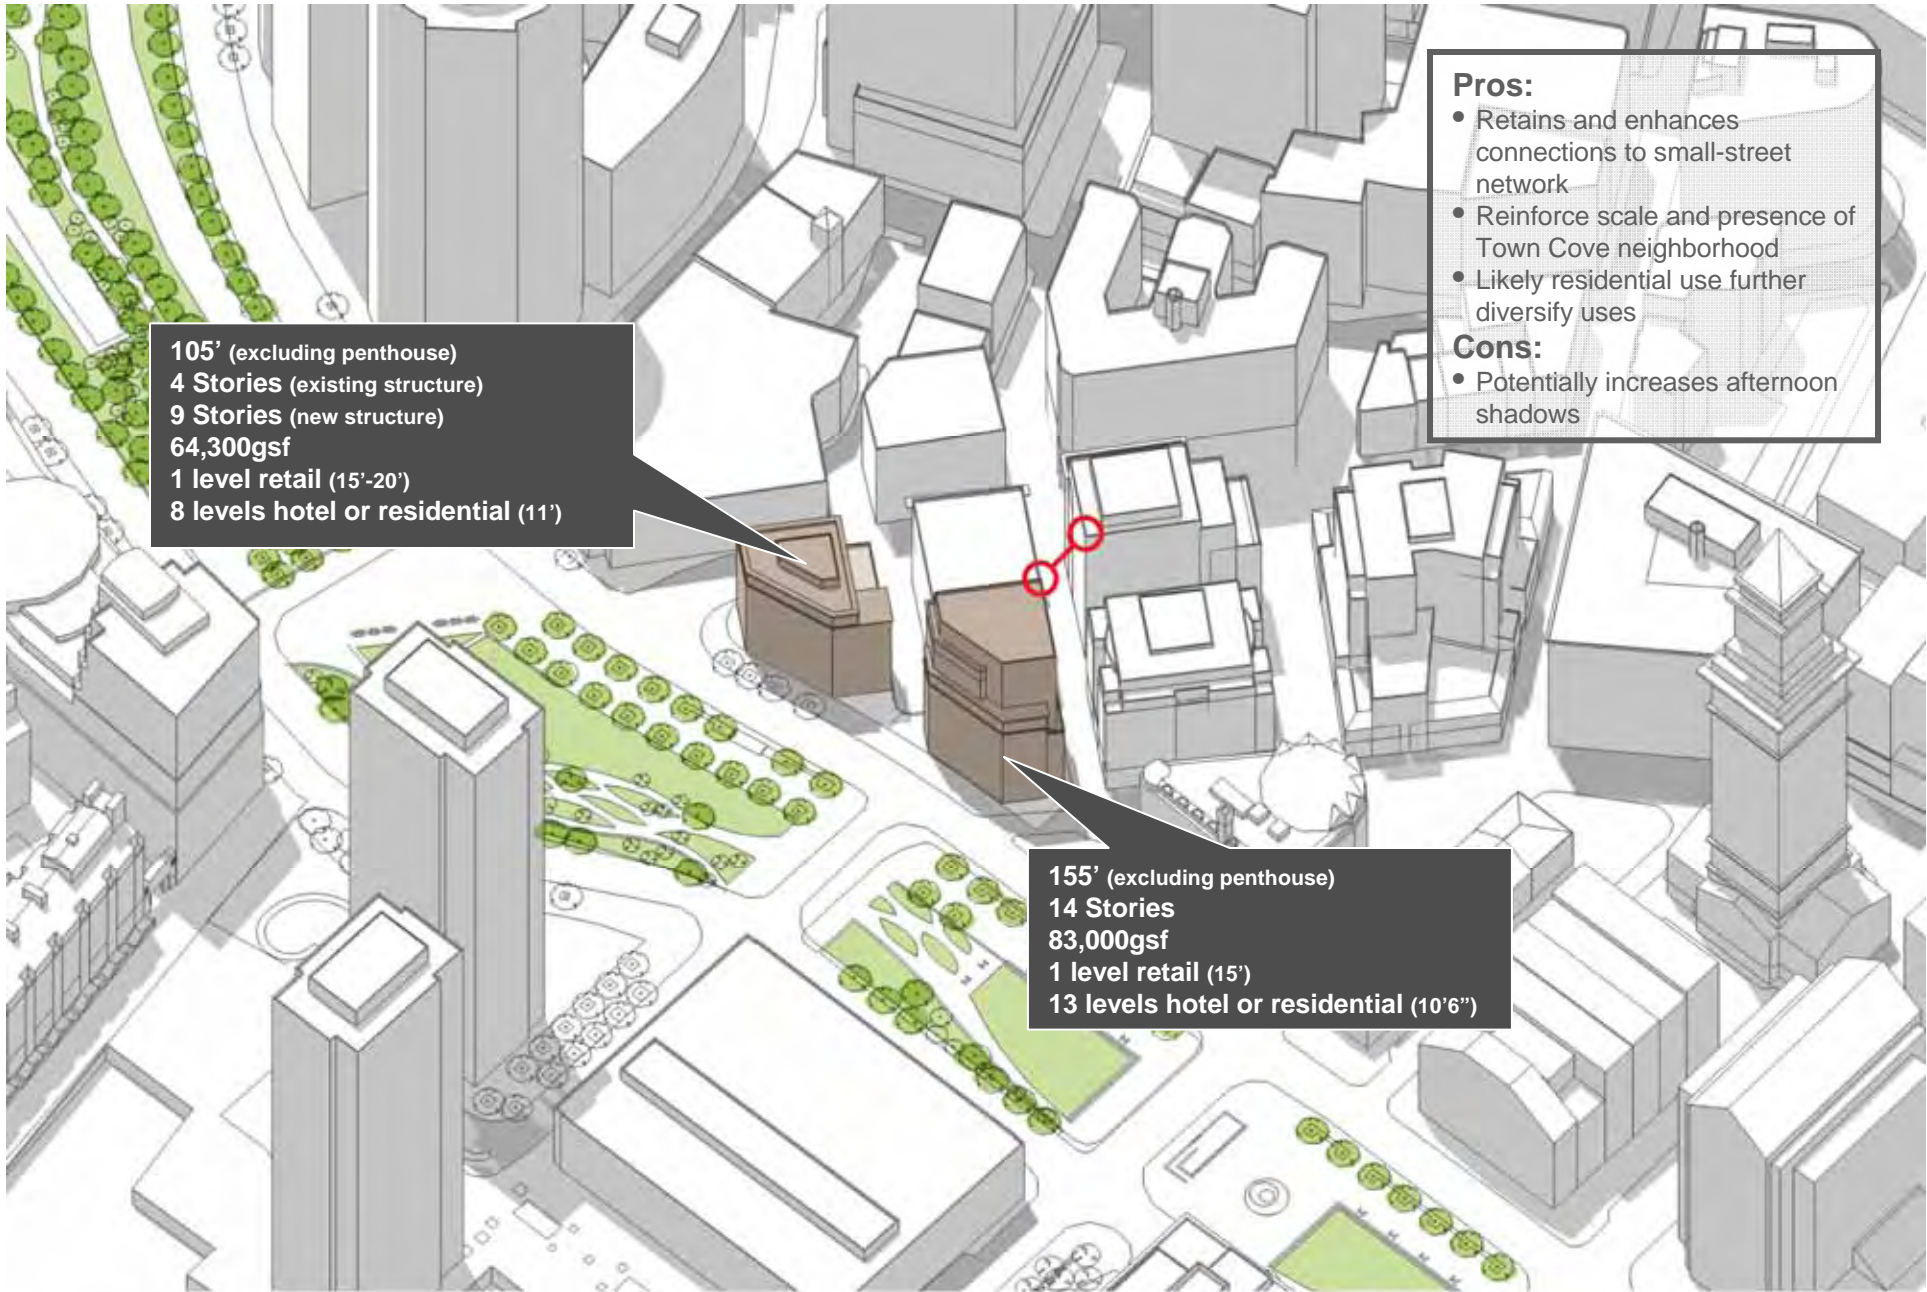 Pros:
• Retains and enhances
connections to small-street
network
• Reinforce scale and presence of
Town Cove neighborhood
• Likely residential use further
diversify uses
Cons:
• Potentially increases afternoon
shadows
105’ (excluding penthouse)
4 Stories (existing structure)
9 Stories (new structure)
64,300gsf
1 level retail (15’-20’)
8 levels hotel or residential (11’)
155’ (excluding penthouse)
14 Stories
83,000gsf
1 level retail (15’)
13 levels hotel or residential (10’6”)